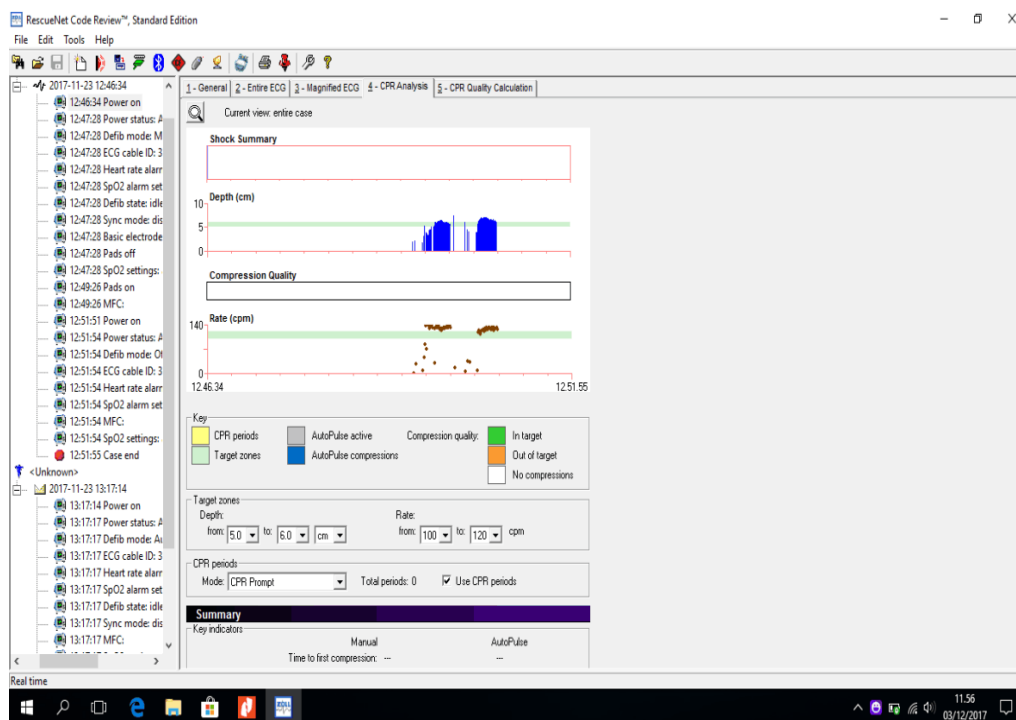 RescueNet Code Review™, Standard Edition
File Edit Tools Help
2017-11-23 12:46:34
12:46:34 Power on
12:47:28 Power status: A
12:47:28 Defib mode: M
12:47:28 ECG cable ID: 3
12:47:28 Heart rate alarr
12:47:28 SpO2 alarm set
12:47:28 Defib state: idle
12:47:28 Sync mode: dis
12:47:28 Basic electrode
12:47:28 Pads off
12:47:28 SpO2 settings:
12:49:26 Pads on
12:49:26 MFC:
12:51:51 Power on
12:51:54 Power status: A
12:51:54 Defib mode: Of
12:51:54 ECG cable ID: 3
12:51:54 Heart rate alarr
12:51:54 SpO2 alarm set
12:51:54 MFC:
12:51:54 SpO2 settings:
12:51:55 Case end
<Unknown>
2017-11-23 13:17:14
13:17:14 Power on
13:17:17 Power status: A
13:17:17 Defib mode: Au
13:17:17 ECG cable ID: 3
13:17:17 Heart rate alarr
13:17:17 SpO2 alarm set
13:17:17 Defib state: idle
13:17:17 Sync mode: dis
13:17:17 MFC:
1 - General 2 - Entire ECG 3 - Magnified ECG 4 - CPR Analysis 5 - CPR Quality Calculation
Current view: entire case
Shock Summary
Depth (cm)
10
5
0
Compression Quality
Rate (cpm)
140
0
12.46.34 12.51.55
Key
CPR periods AutoPulse active Compression quality: In target
Target zones AutoPulse compressions Out of target
No compressions
Target zones
Depth: Rate:
from: 5.0 to: 6.0 cm from: 100 to: 120 cpm
CPR periods
Mode: CPR Prompt Total periods: 0 Use CPR periods
Summary
Key indicators
Manual AutoPulse
Time to first compression: --- ---
Real time
11.56
03/12/2017